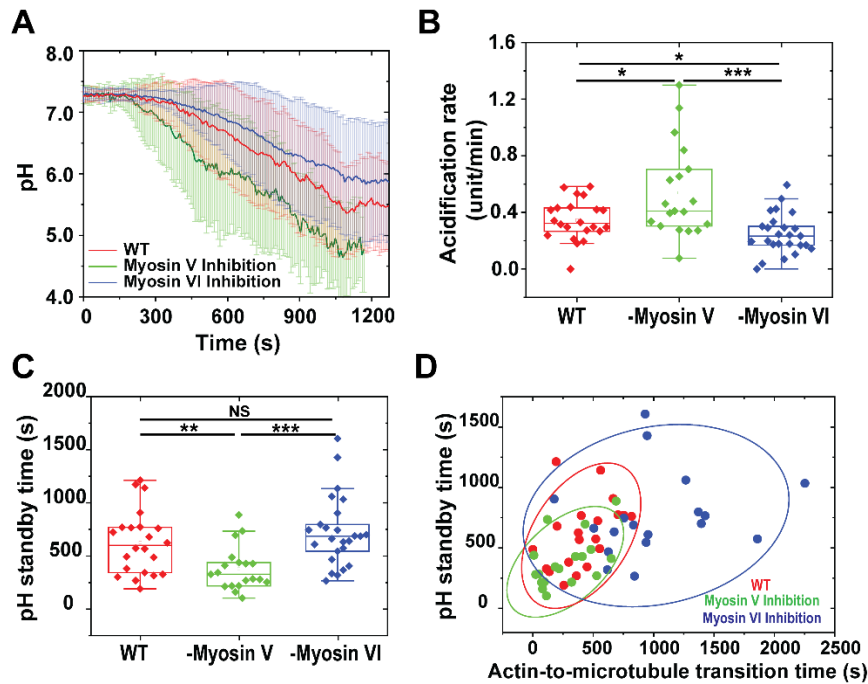 A
8.0
7.0
6.0
5.0
4.0
pH
0 300 600 900 1200
Time (s)
WT
Myosin V Inhibition
Myosin VI Inhibition
B
1.6
1.2
0.8
0.4
0.0
Acidification rate
(unit/min)
*
* ***
WT -Myosin V -Myosin VI
C
2000
1500
1000
500
0
pH standby time (s)
NS
** ***
WT -Myosin V -Myosin VI
D
1500
1000
500
0
pH standby time (s)
WT
Myosin V Inhibition
Myosin VI Inhibition
0 500 1000 1500 2000 2500
Actin-to-microtubule transition time (s)